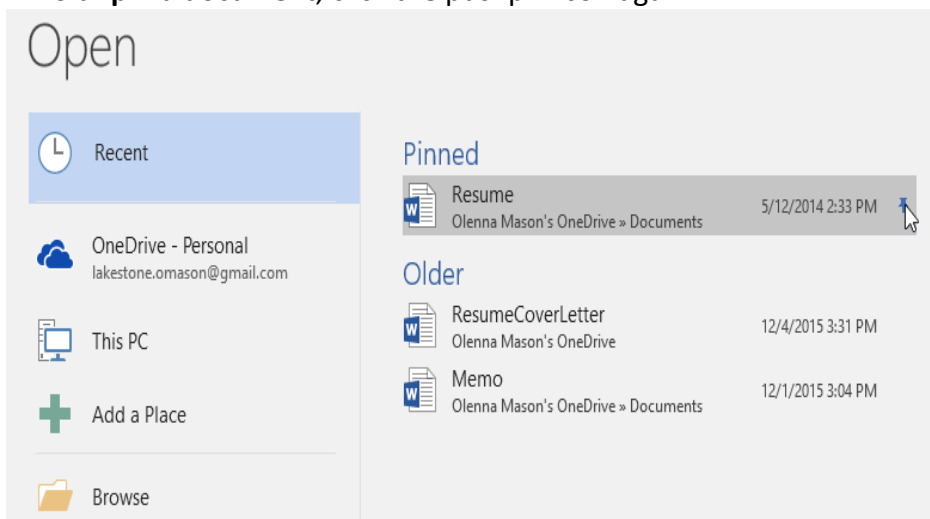 Open
Recent
OneDrive - Personal
lakestone.omason@gmail.com
This PC
Add a Place
Browse
Pinned
Resume
5/12/2014 2:33 PM
Olenna Mason's OneDrive » Documents
Older
ResumeCoverLetter
12/4/2015 3:31 PM
Olenna Mason's OneDrive
Memo
12/1/2015 3:04 PM
Olenna Mason's OneDrive » Documents